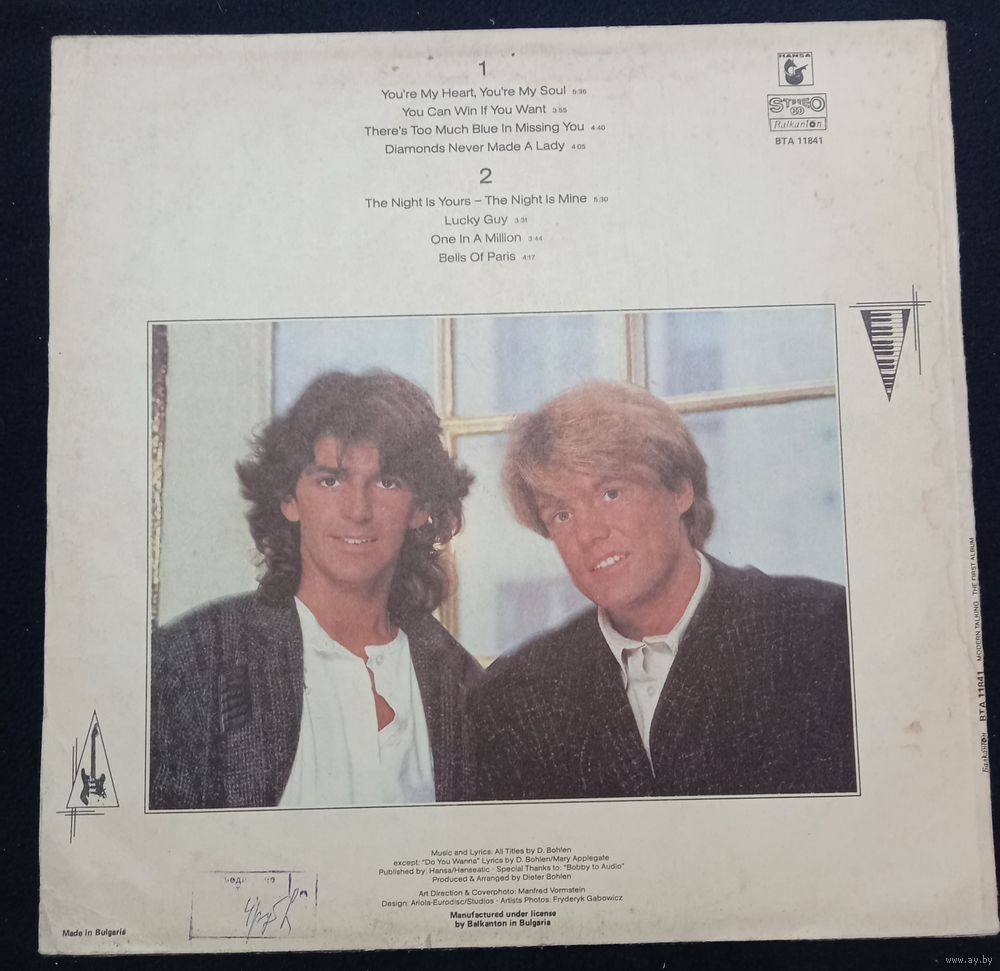 1
You're My Heart, You're My Soul 5:36
You Can Win If You Want 3:55
There's Too Much Blue In Missing You 4:40
Diamonds Never Made A Lady 4:05
2
The Night Is Yours – The Night Is Mine 5:30
Lucky Guy 3:31
One In A Million 3:44
Bells Of Paris 4:17
HANSA
STEREO
Balkanton
BTA 11841
Балкантон BTA 11841 MODERN TALKING THE FIRST ALBUM
Music and Lyrics: All Titles by D. Bohlen
except: "Do You Wanna" Lyrics by D. Bohlen/Mary Applegate
Published by: Hansa/Hanseatic · Special Thanks to: "Bobby to Audio"
Produced & Arranged by Dieter Bohlen
Art Direction & Coverphoto: Manfred Vormstein
Design: Ariola-Eurodisc/Studios · Artists Photos: Fryderyk Gabowicz
Manufactured under license
by Balkanton in Bulgaria
Made in Bulgaria
www.ay.by